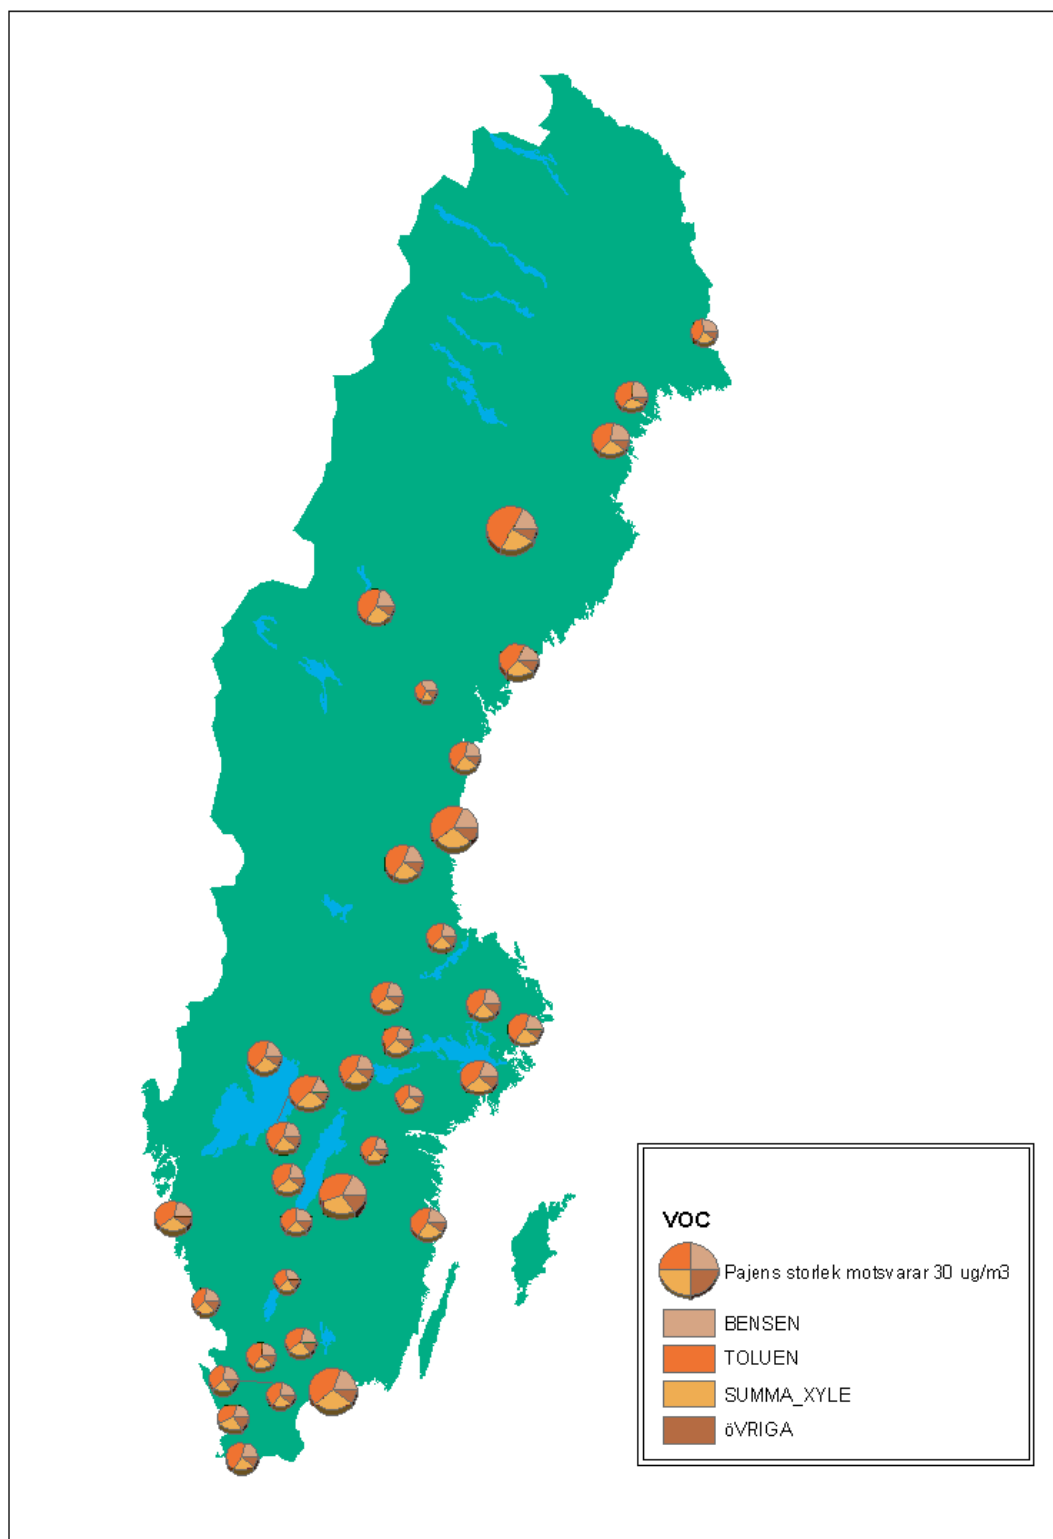 VOC
Pajens storlek motsvarar 30 ug/m3
BENSEN
TOLUEN
SUMMA_XYLE
öVRIGA